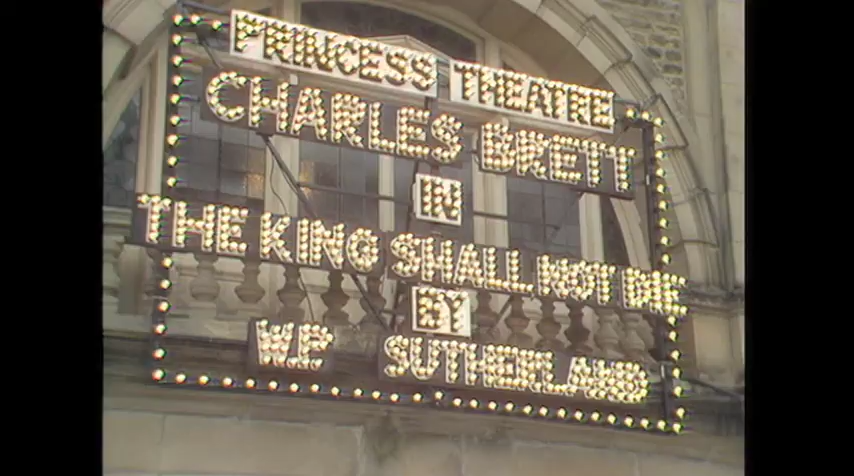 PRINCESS THEATRE
CHARLES BRETT
IN
THE KING SHALL NOT DIE
BY
W.P. SUTHERLAND